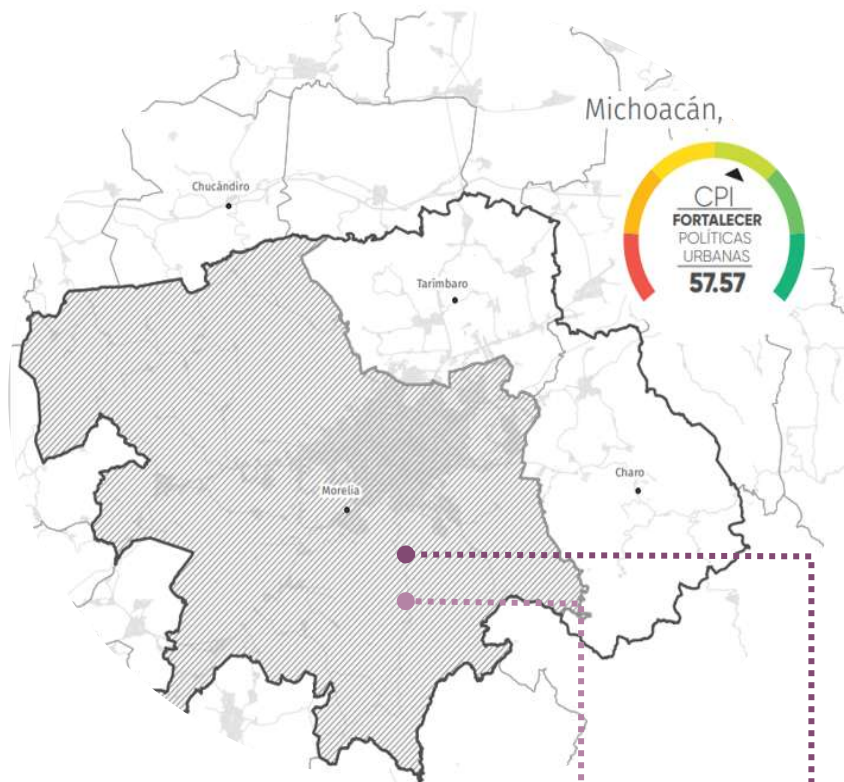 Michoacán,
CPI
FORTALECER
POLÍTICAS
URBANAS
57.57
Chucándiro
Tarímbaro
Charo
Morelia